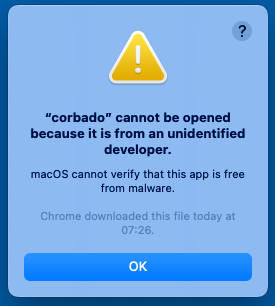 ?
“corbado” cannot be opened
because it is from an unidentified
developer.
macOS cannot verify that this app is free
from malware.
Chrome downloaded this file today at
07:26.
OK